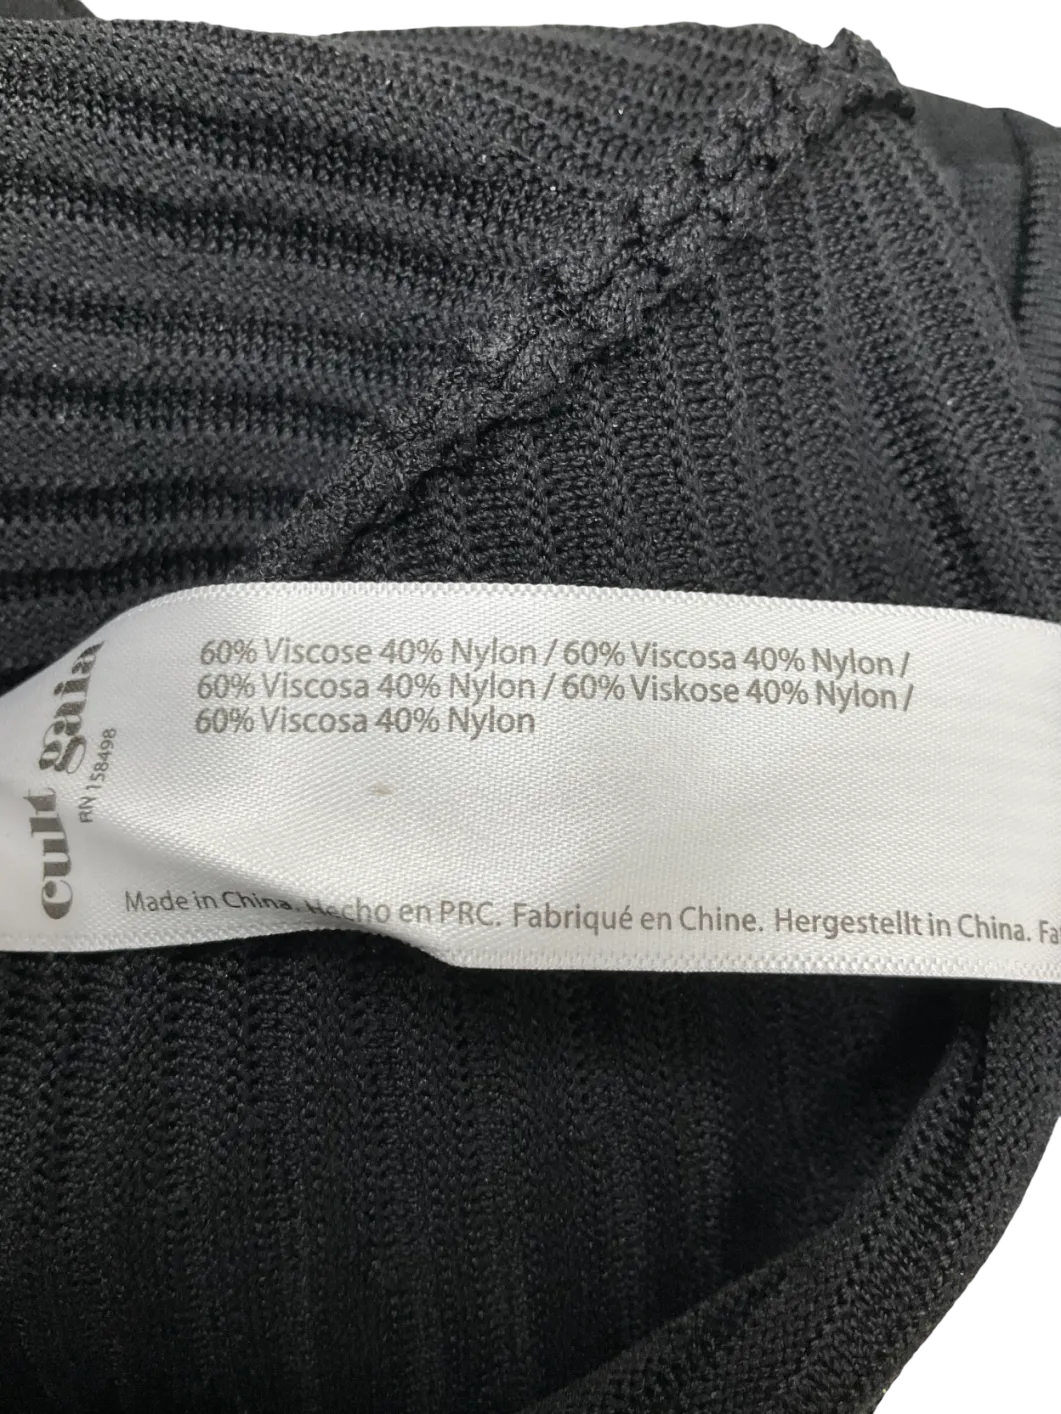 60% Viscose 40% Nylon / 60% Viscosa 40% Nylon /
60% Viscosa 40% Nylon / 60% Viskose 40% Nylon /
60% Viscosa 40% Nylon
cult gaia
RN 158498
Made in China. Hecho en PRC. Fabriqué en Chine. Hergestellt in China.